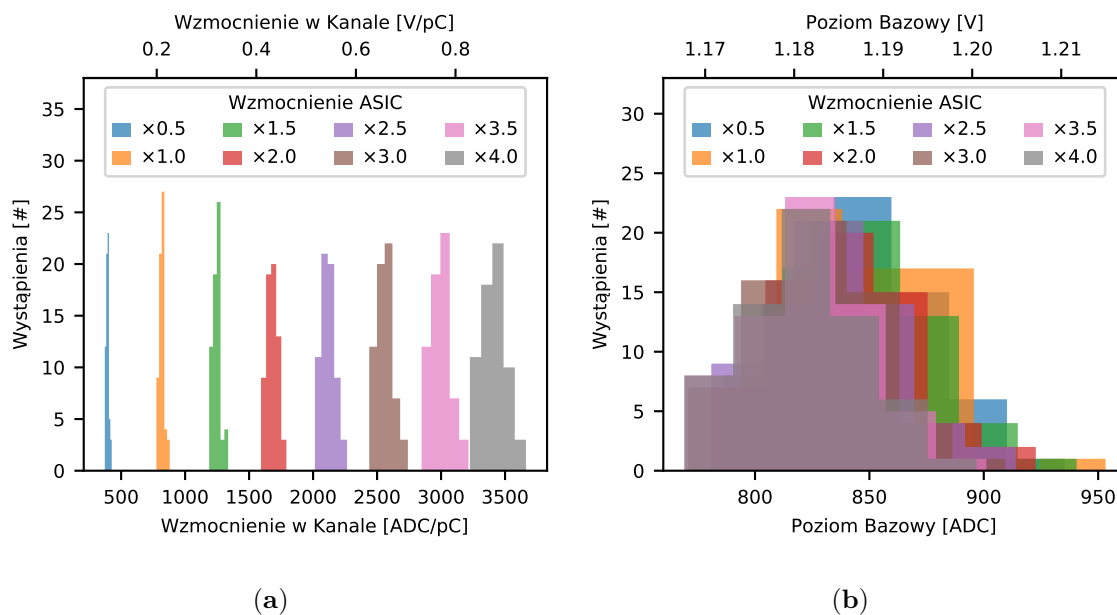 Wzmocnienie w Kanale [V/pC]
0.2 0.4 0.6 0.8
Wzmocnienie ASIC
×0.5 ×1.5 ×2.5 ×3.5
×1.0 ×2.0 ×3.0 ×4.0
Wystąpienia [#]
35
30
25
20
15
10
5
0
500 1000 1500 2000 2500 3000 3500
Wzmocnienie w Kanale [ADC/pC]
(a)
Poziom Bazowy [V]
1.17 1.18 1.19 1.20 1.21
Wzmocnienie ASIC
×0.5 ×1.5 ×2.5 ×3.5
×1.0 ×2.0 ×3.0 ×4.0
Wystąpienia [#]
30
25
20
15
10
5
0
800 850 900 950
Poziom Bazowy [ADC]
(b)